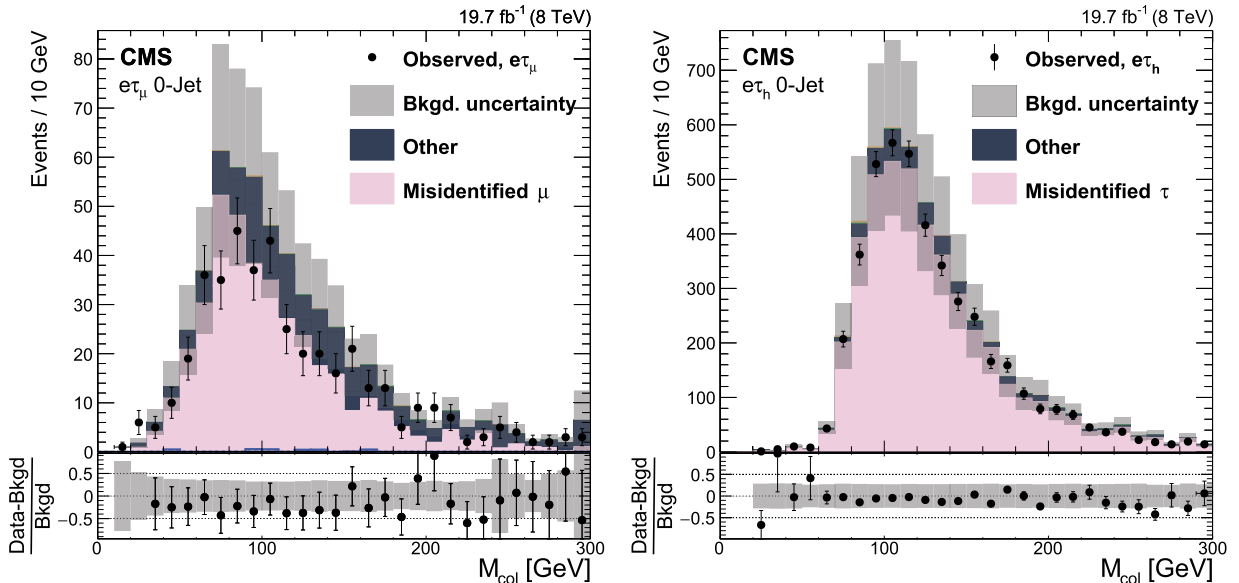 19.7 fb⁻¹ (8 TeV)
CMS
eτμ 0-Jet
Observed, eτμ
Bkgd. uncertainty
Other
Misidentified μ
Events / 10 GeV
80
70
60
50
40
30
20
10
0
Data-Bkgd
Bkgd
0.5
0
−0.5
0 100 200 300
Mcol [GeV]
19.7 fb⁻¹ (8 TeV)
CMS
eτh 0-Jet
Observed, eτh
Bkgd. uncertainty
Other
Misidentified τ
Events / 10 GeV
700
600
500
400
300
200
100
0
Data-Bkgd
Bkgd
0.5
0
−0.5
0 100 200 300
Mcol [GeV]